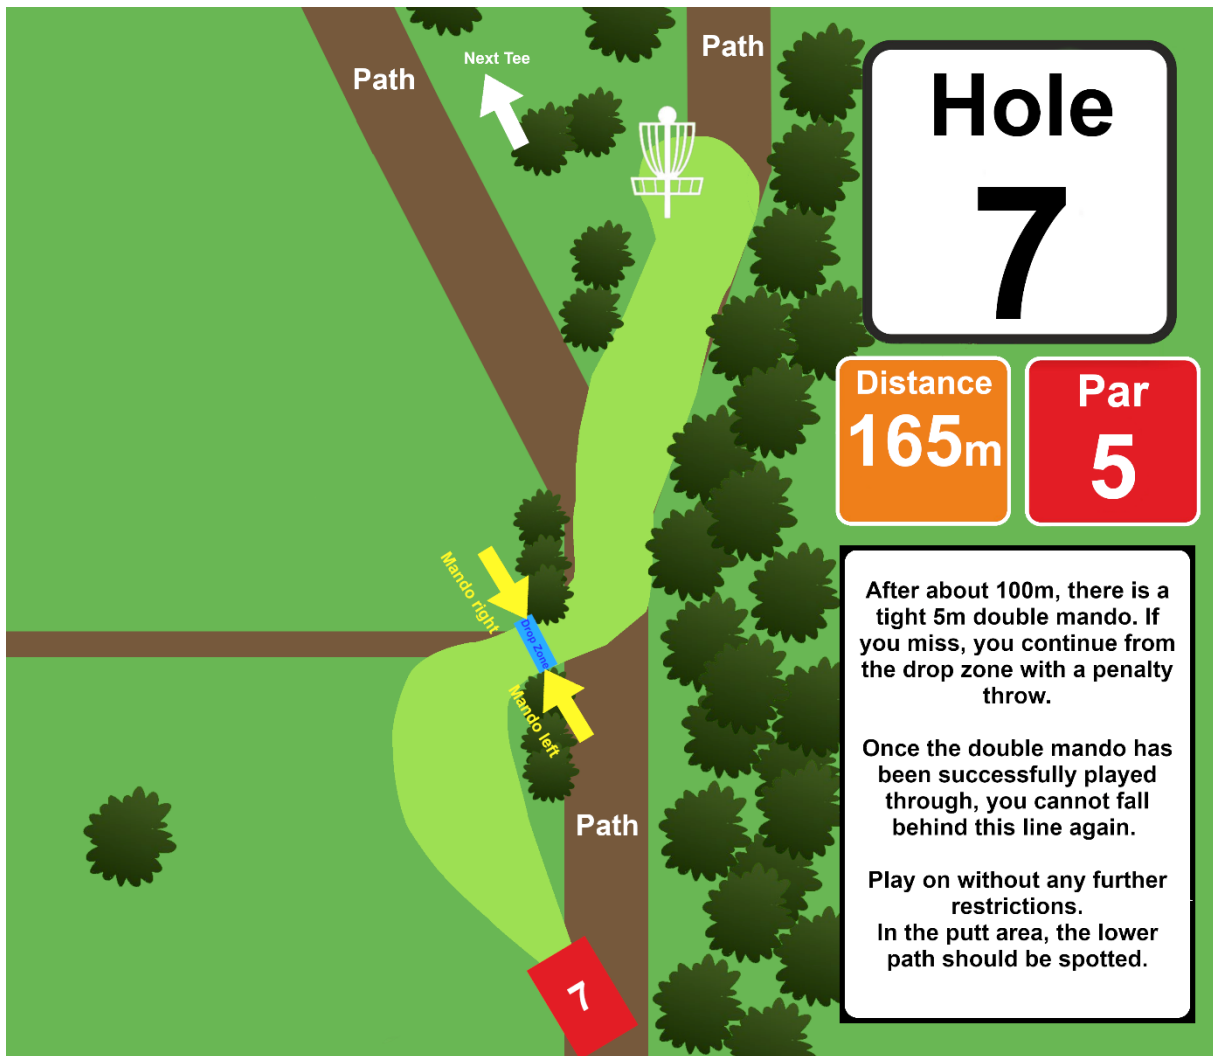 Path
Next Tee
Path
Hole
7
Distance
165m
Par
5
Mando right
Drop Zone
Mando left
Path
7
After about 100m, there is a
tight 5m double mando. If
you miss, you continue from
the drop zone with a penalty
throw.
Once the double mando has
been successfully played
through, you cannot fall
behind this line again.
Play on without any further
restrictions.
In the putt area, the lower
path should be spotted.